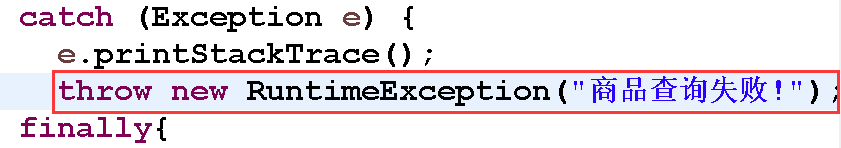 catch (Exception e) {
e.printStackTrace();
throw new RuntimeException("商品查询失败!");
finally{